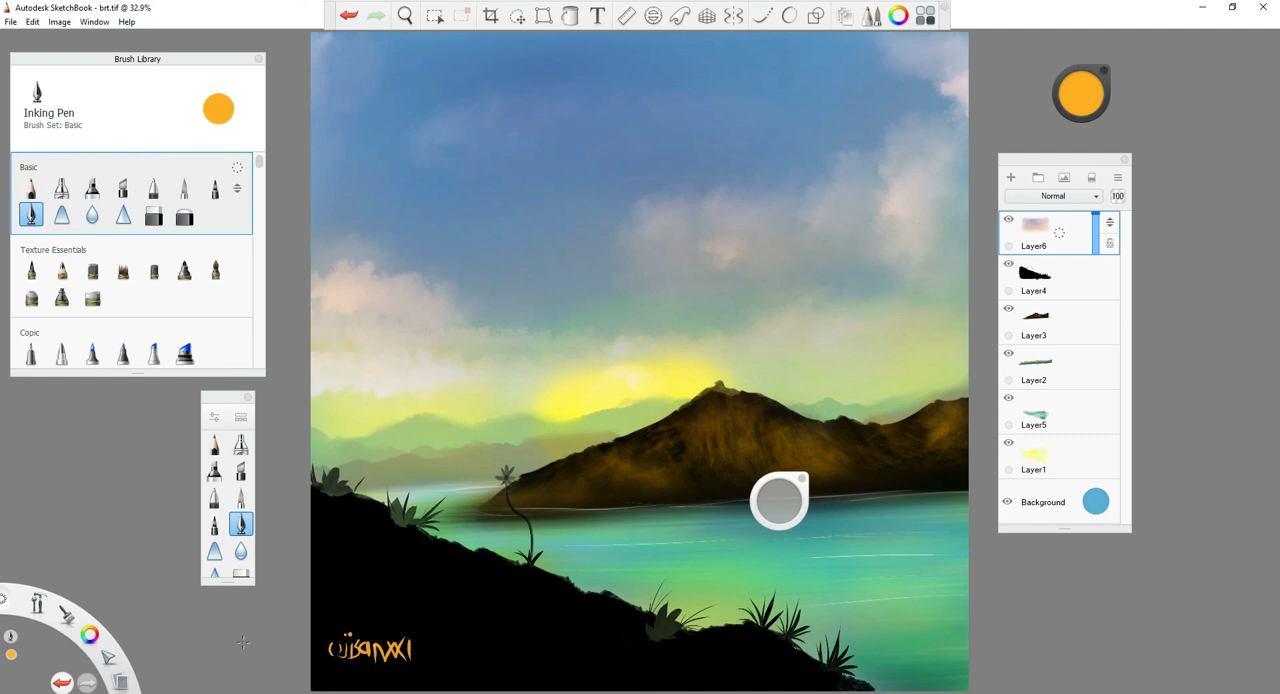 Autodesk SketchBook - brt.tif @ 32.9%
File Edit Image Window Help
Brush Library
Inking Pen
Brush Set: Basic
Basic
Texture Essentials
Copic
Normal
100
Layer6
Layer4
Layer3
Layer2
Layer5
Layer1
Background